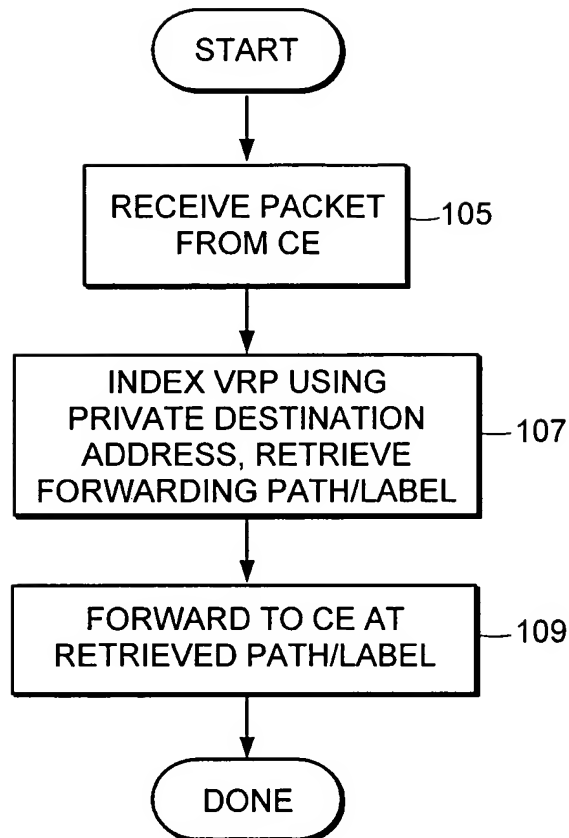 START
RECEIVE PACKET
FROM CE
105
INDEX VRP USING
PRIVATE DESTINATION
ADDRESS, RETRIEVE
FORWARDING PATH/LABEL
107
FORWARD TO CE AT
RETRIEVED PATH/LABEL
109
DONE